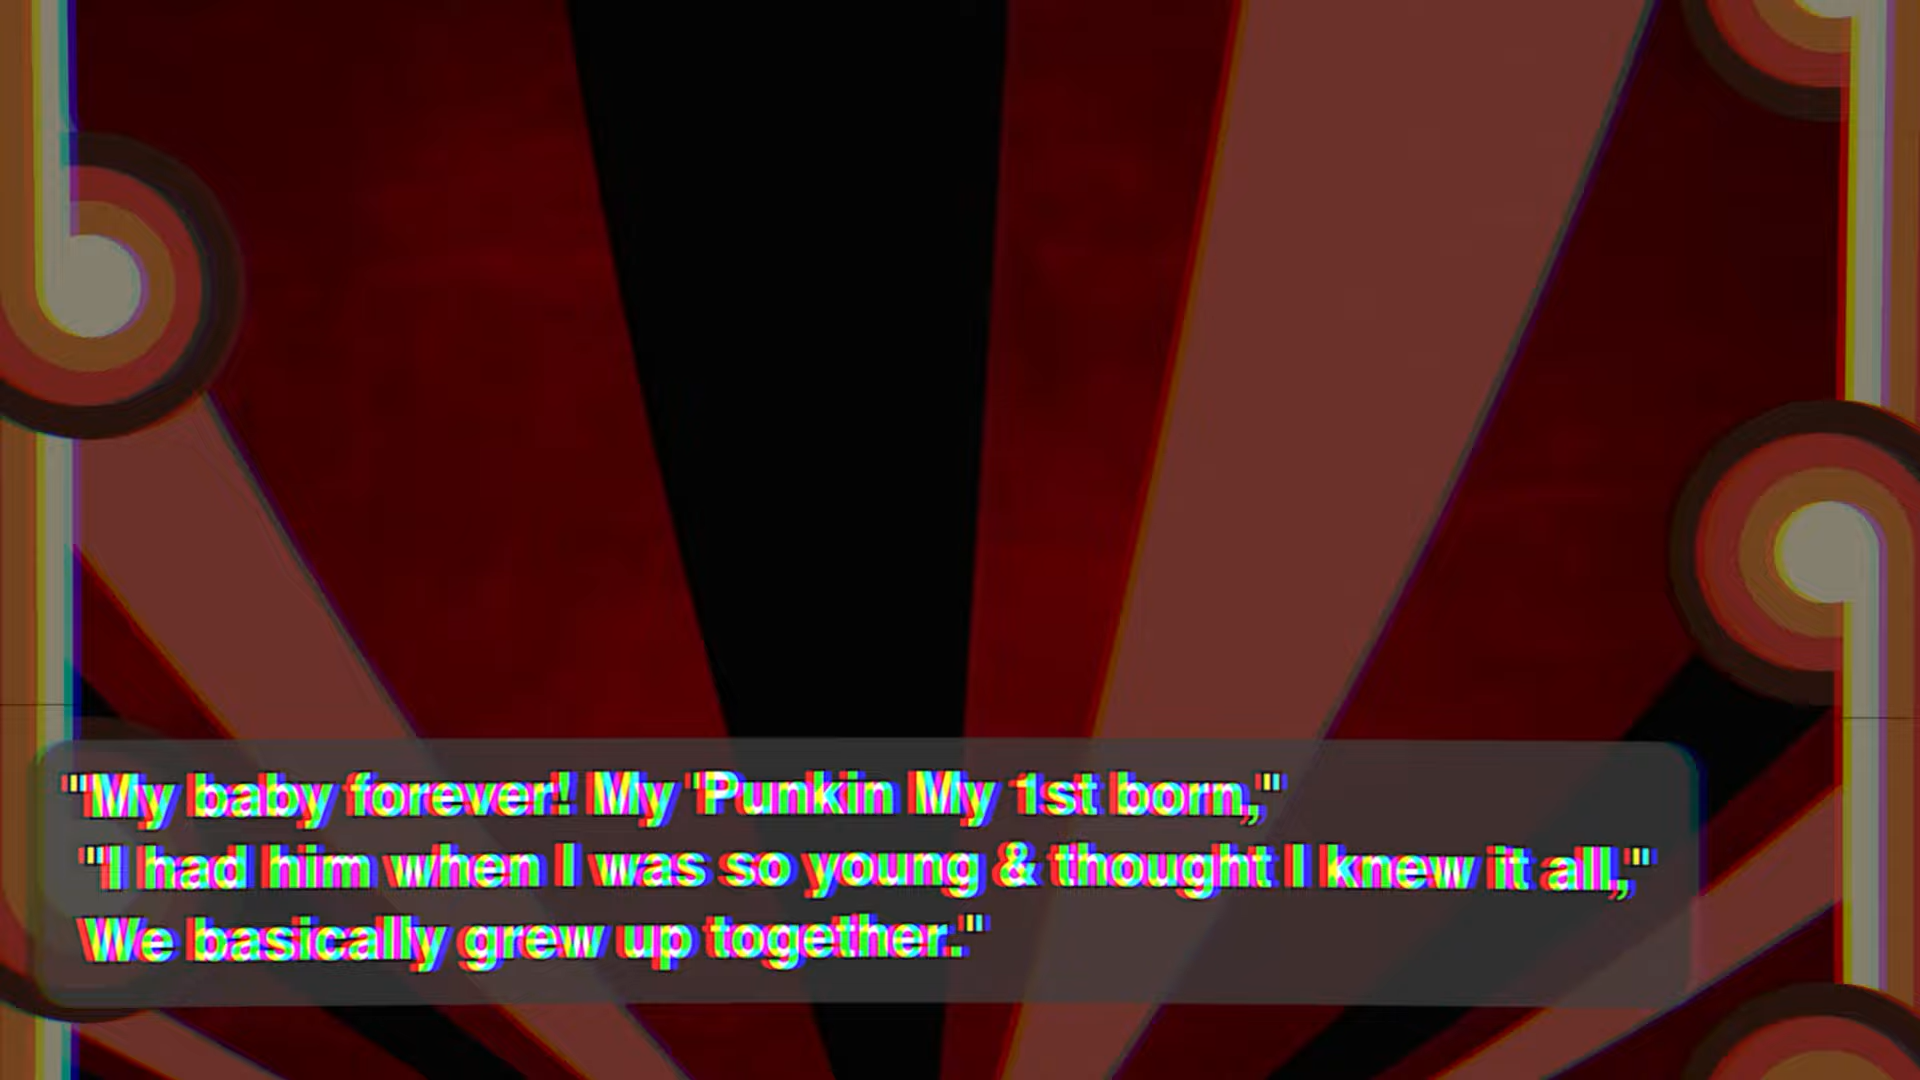 "My baby forever! My 'Punkin My 1st born,"
"I had him when I was so young & thought I knew it all,"
We basically grew up together."